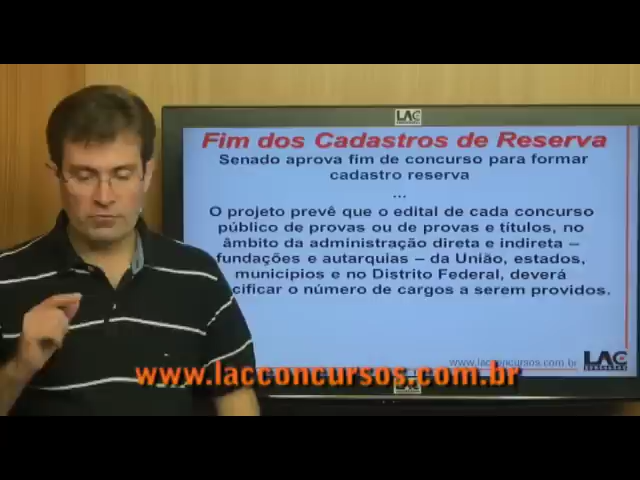 LAC
Fim dos Cadastros de Reserva
Senado aprova fim de concurso para formar
cadastro reserva
...
O projeto prevê que o edital de cada concurso
público de provas ou de provas e títulos, no
âmbito da administração direta e indireta –
fundações e autarquias – da União, estados,
municípios e no Distrito Federal, deverá
cificar o número de cargos a serem providos.
www.lacconcursos.com.br
LAC
www.lacconcursos.com.br